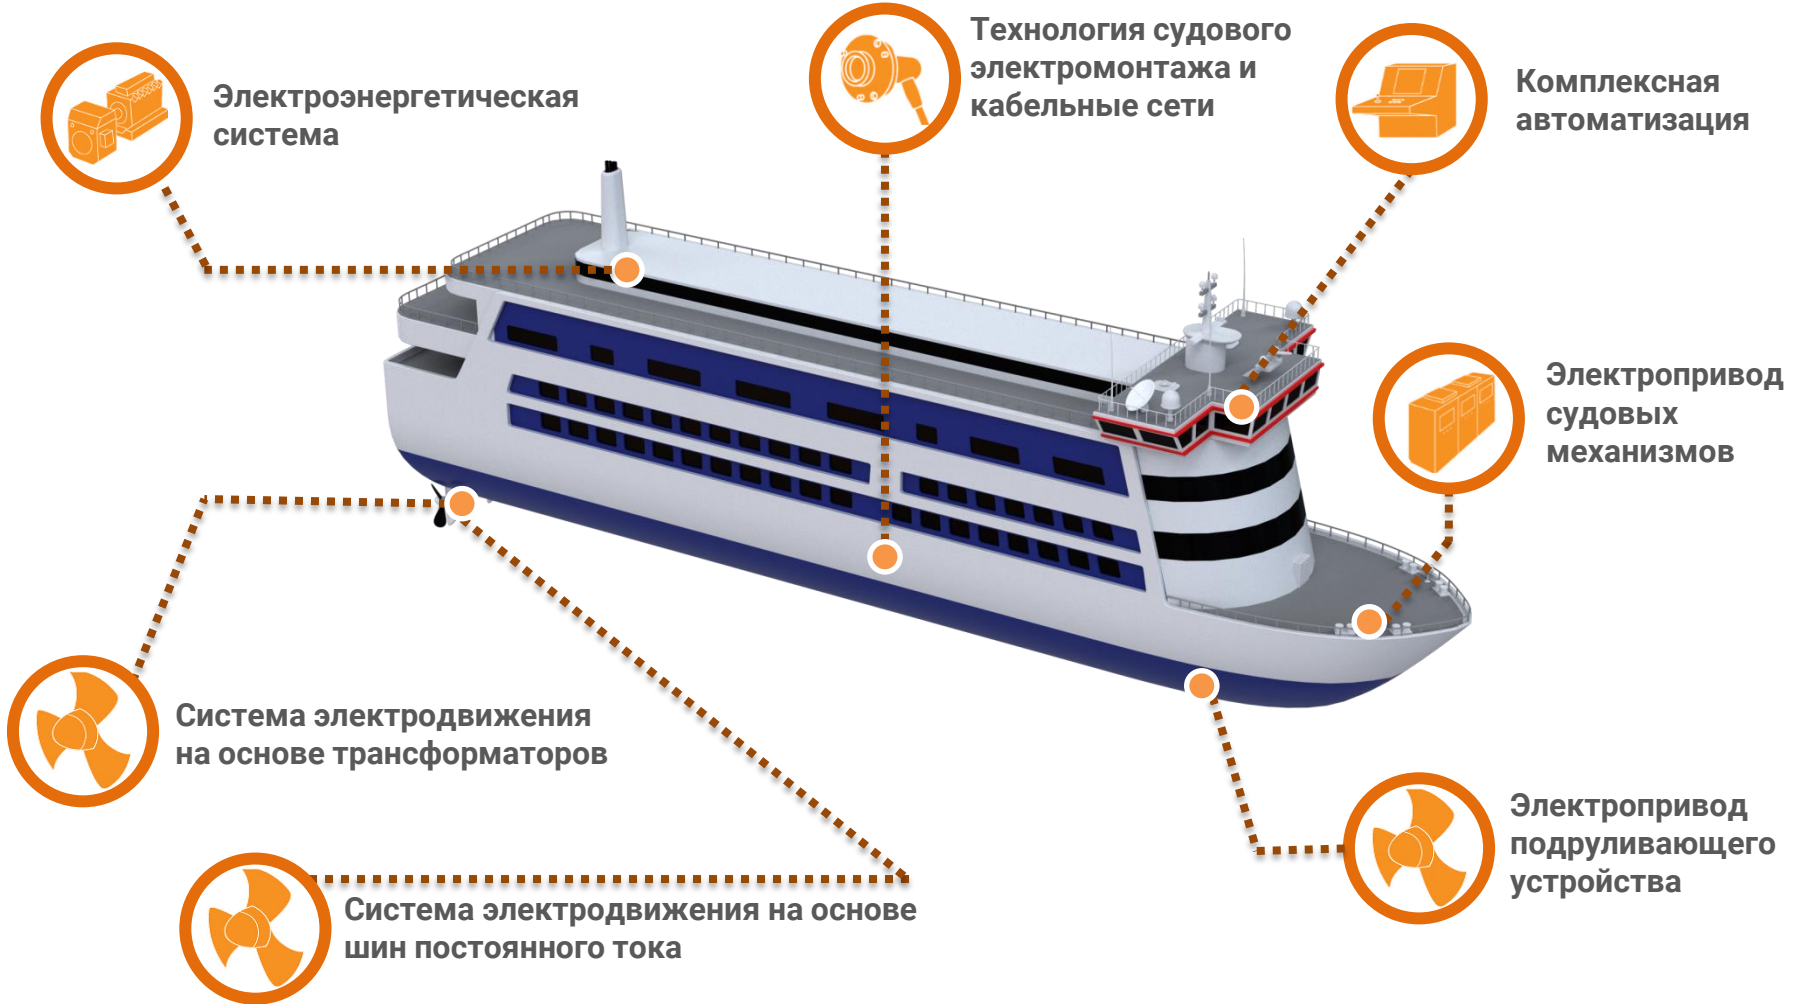 Электроэнергетическая
система
Технология судового
электромонтажа и
кабельные сети
Комплексная
автоматизация
Электропривод
судовых
механизмов
Система электродвижения
на основе трансформаторов
Электропривод
подруливающего
устройства
Система электродвижения на основе
шин постоянного тока